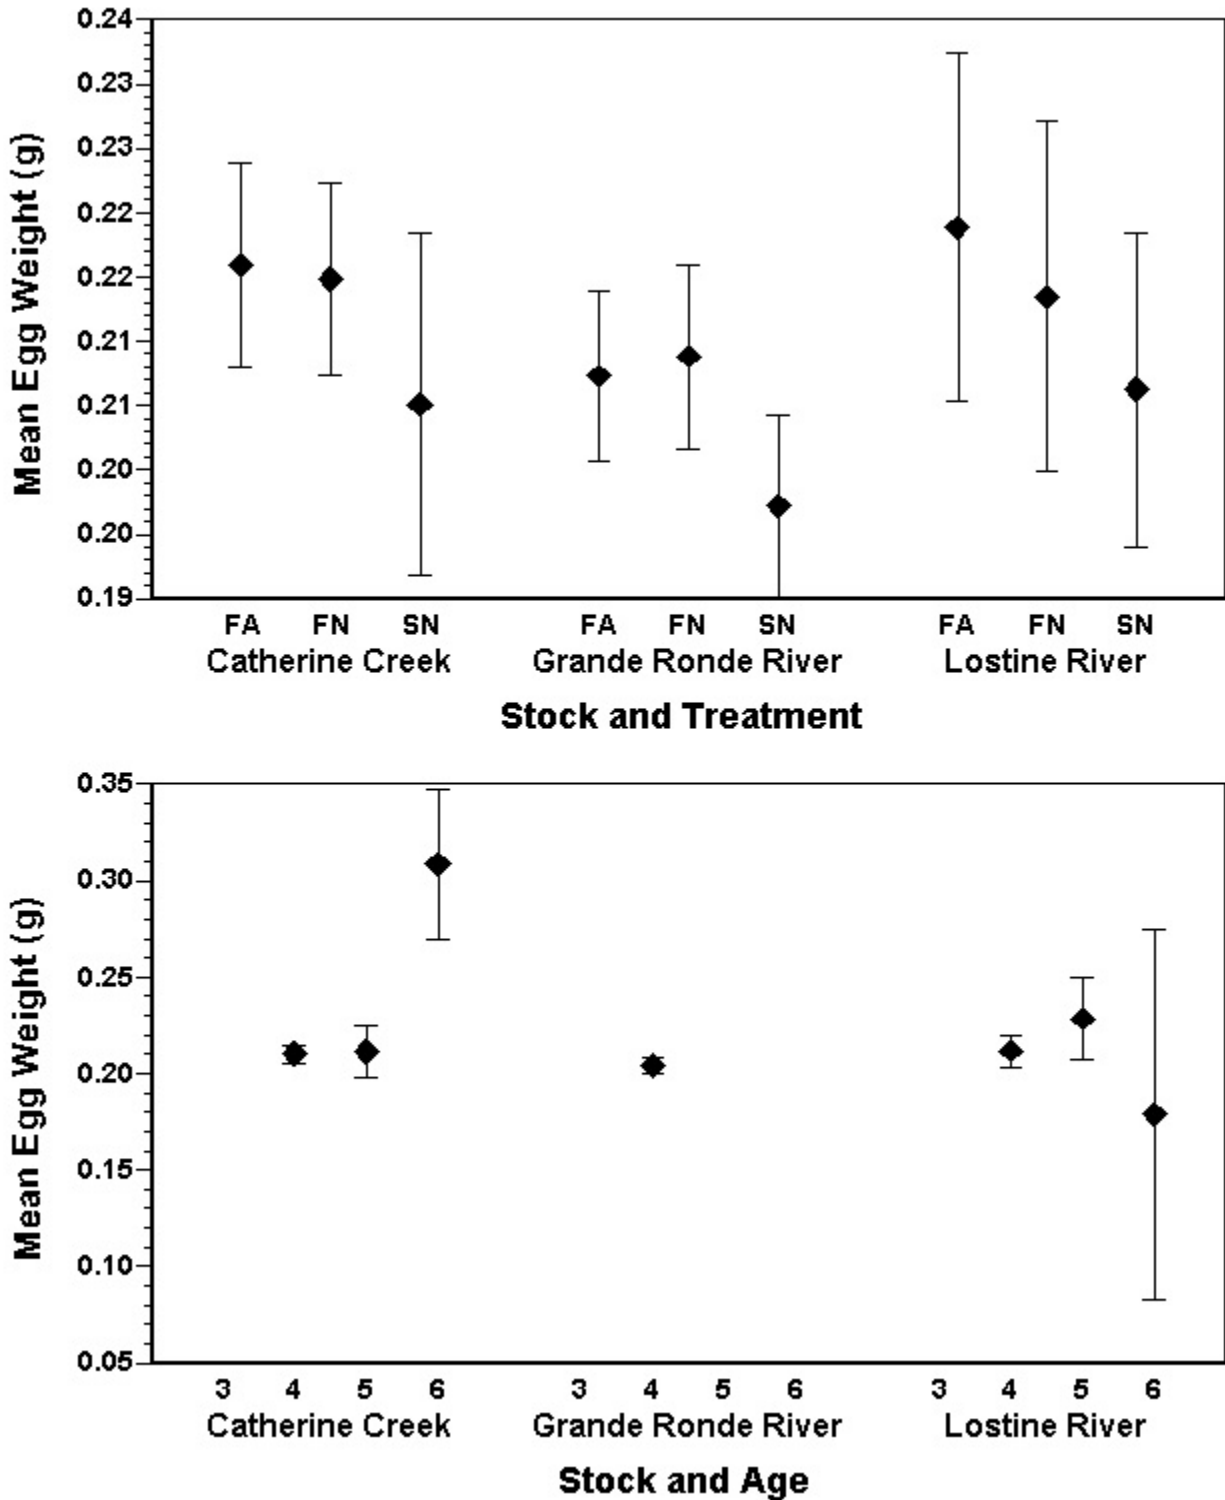 0.24
0.23
0.23
0.22
0.22
0.21
0.21
0.20
0.20
0.19
Mean Egg Weight (g)
FA FN SN FA FN SN FA FN SN
Catherine Creek Grande Ronde River Lostine River
Stock and Treatment
0.35
0.30
0.25
0.20
0.15
0.10
0.05
Mean Egg Weight (g)
3 4 5 6 3 4 5 6 3 4 5 6
Catherine Creek Grande Ronde River Lostine River
Stock and Age